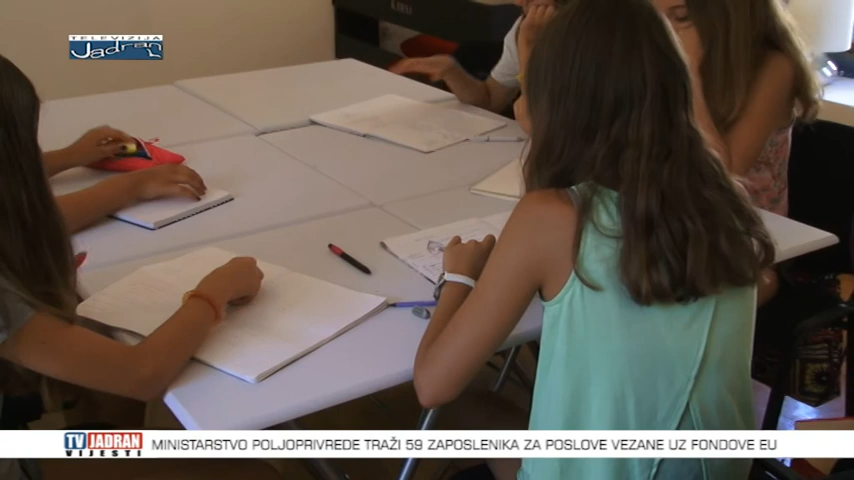 TELEVIZIJA
Jadran
TV JADRAN
VIJESTI
MINISTARSTVO POLJOPRIVREDE TRAŽI 59 ZAPOSLENIKA ZA POSLOVE VEZANE UZ FONDOVE EU